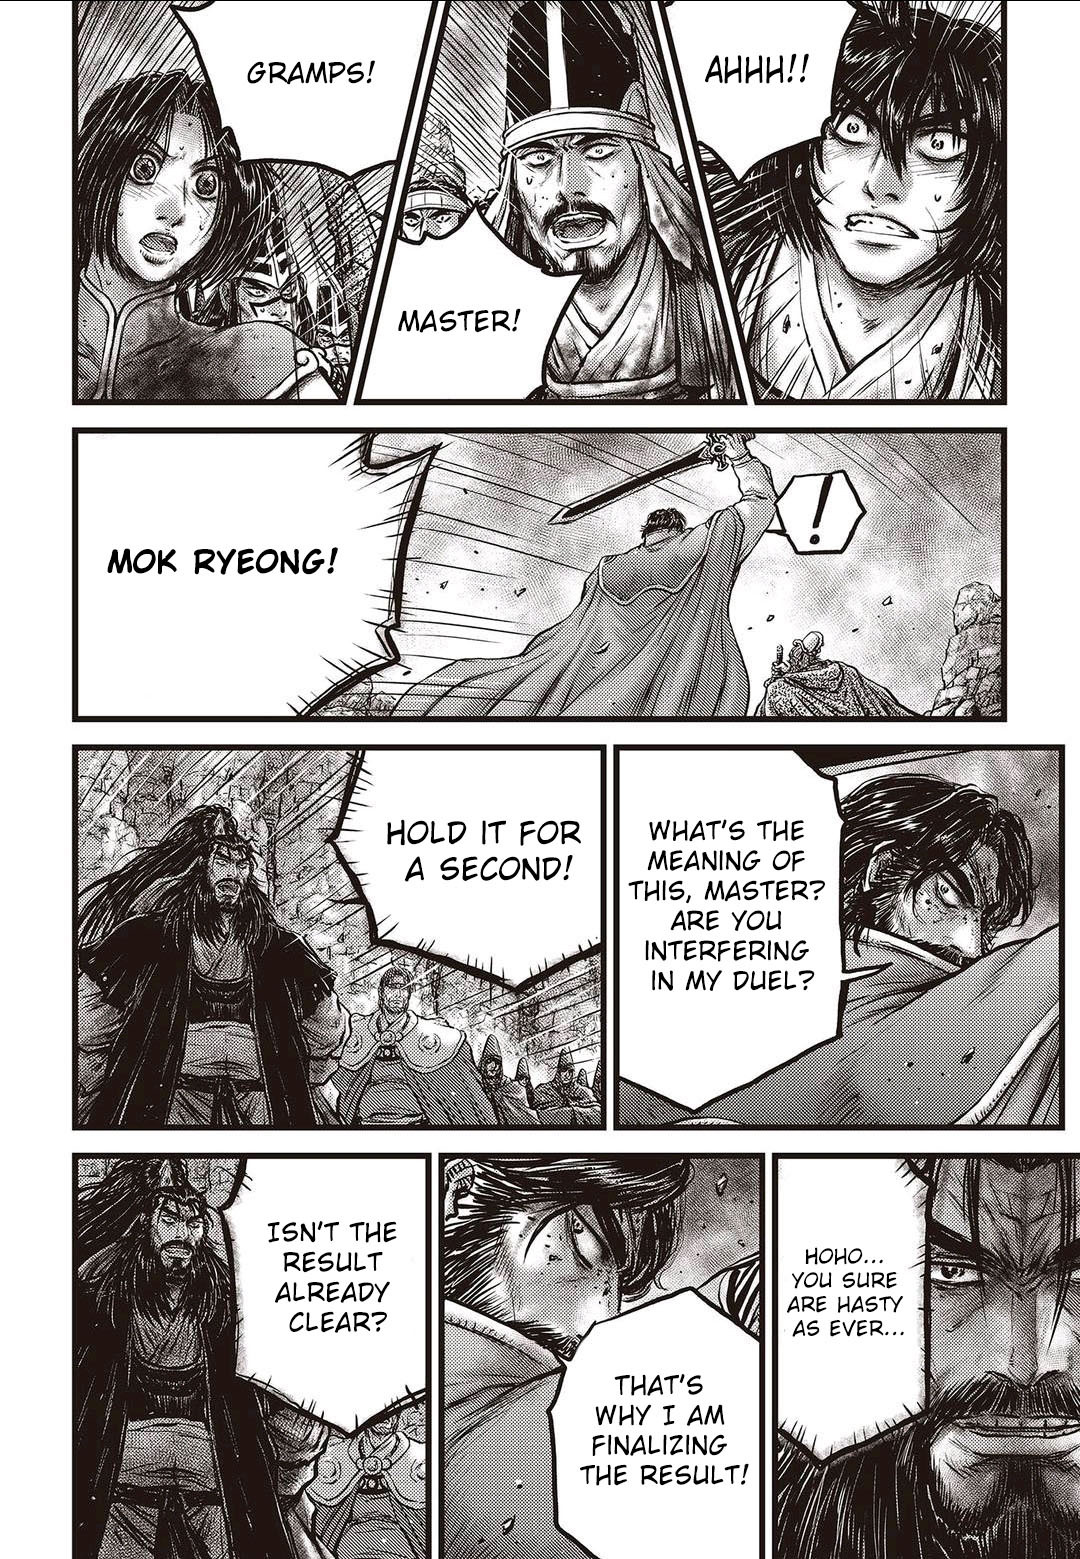 GRAMPS!
MASTER!
AHHH!!
MOK RYEONG!
!
HOLD IT FOR
A SECOND!
WHAT'S THE
MEANING OF
THIS, MASTER?
ARE YOU
INTERFERING
IN MY DUEL?
ISN'T THE
RESULT
ALREADY
CLEAR?
THAT'S
WHY I AM
FINALIZING
THE RESULT!
HOHO...
YOU SURE
ARE HASTY
AS EVER...